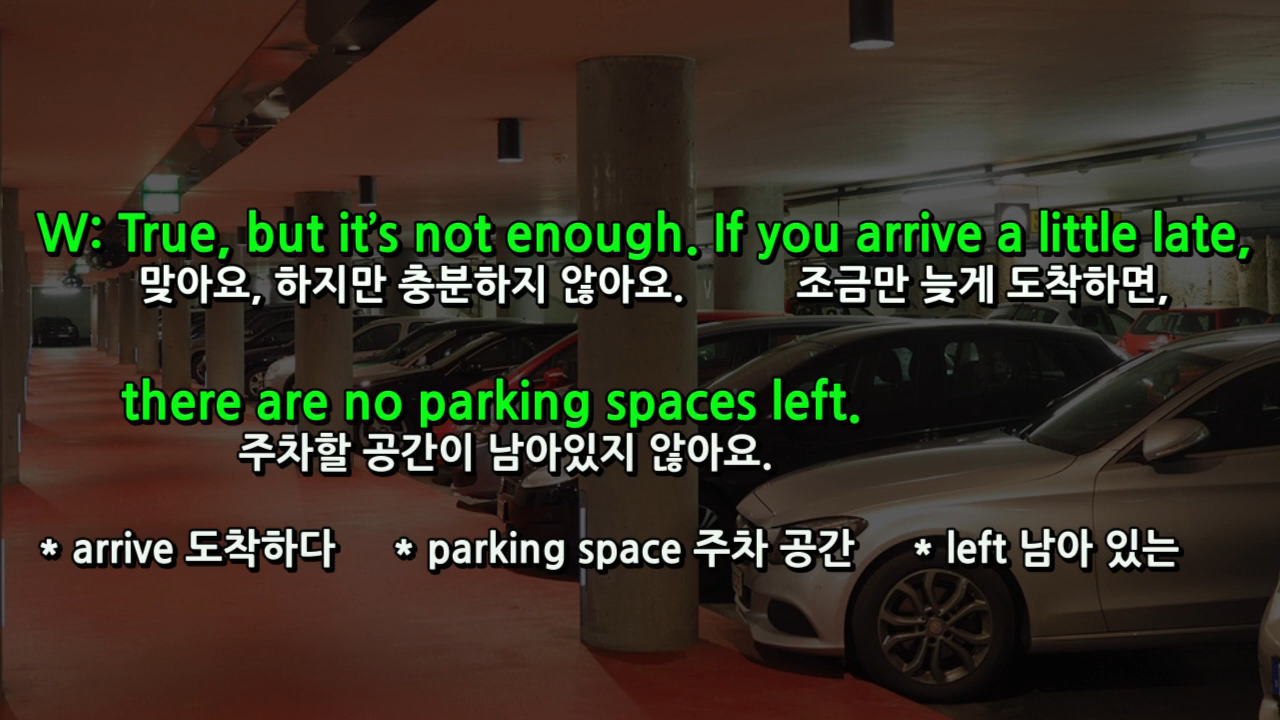 W: True, but it's not enough. If you arrive a little late,
맞아요, 하지만 충분하지 않아요. 조금만 늦게 도착하면,
there are no parking spaces left.
주차할 공간이 남아있지 않아요.
* arrive 도착하다 * parking space 주차 공간 * left 남아 있는